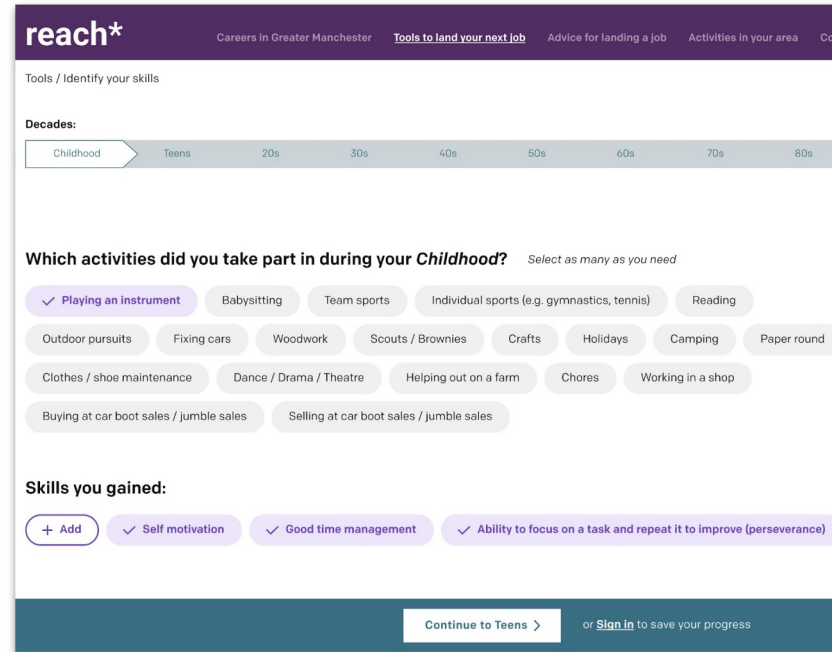 reach*
Careers in Greater Manchester Tools to land your next job Advice for landing a job Activities in your area Co
Tools / Identify your skills
Decades:
Childhood Teens 20s 30s 40s 50s 60s 70s 80s
Which activities did you take part in during your Childhood? Select as many as you need
Playing an instrument Babysitting Team sports Individual sports (e.g. gymnastics, tennis) Reading
Outdoor pursuits Fixing cars Woodwork Scouts / Brownies Crafts Holidays Camping Paper round
Clothes / shoe maintenance Dance / Drama / Theatre Helping out on a farm Chores Working in a shop
Buying at car boot sales / jumble sales Selling at car boot sales / jumble sales
Skills you gained:
+ Add Self motivation Good time management Ability to focus on a task and repeat it to improve (perseverance)
Continue to Teens > or Sign in to save your progress